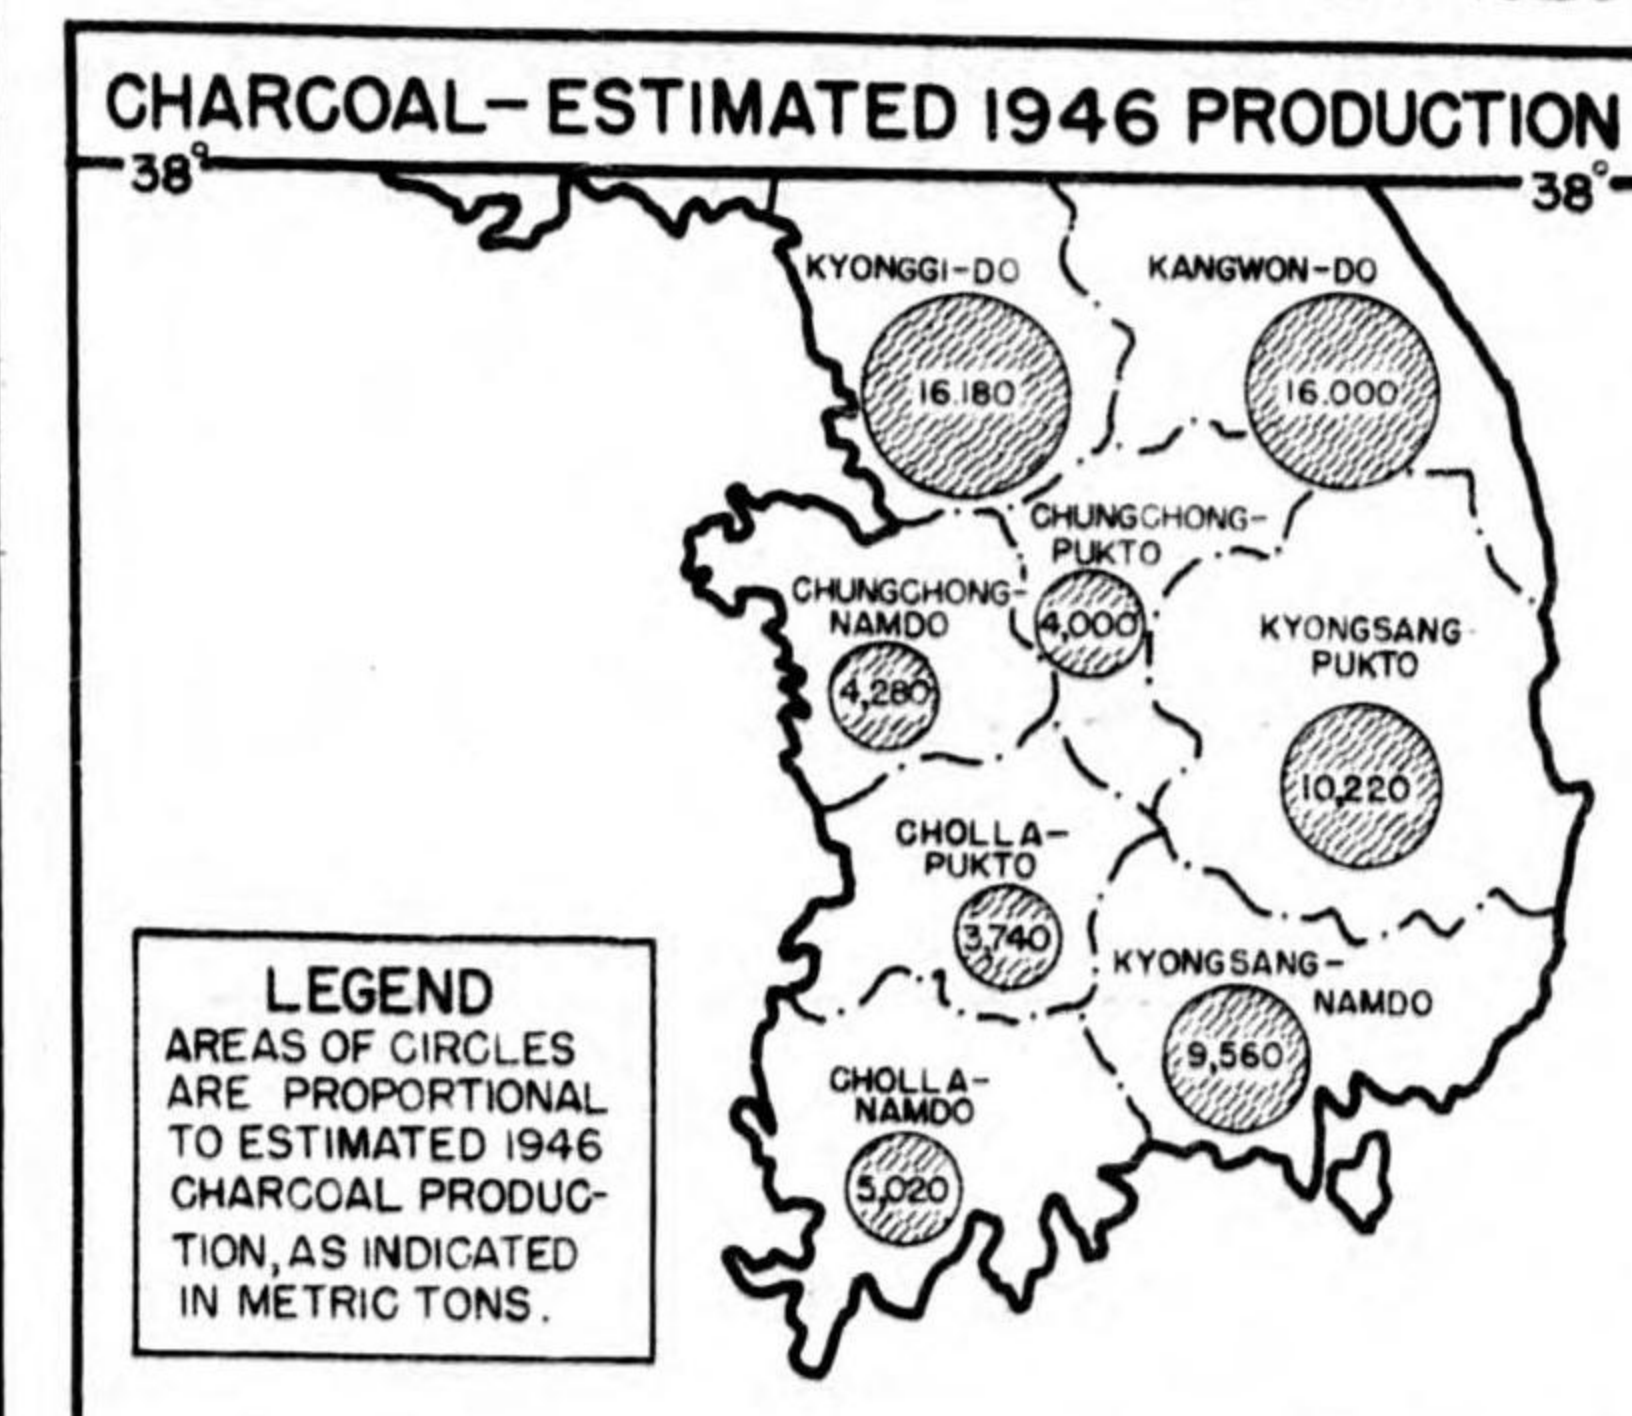 CHARCOAL—ESTIMATED 1946 PRODUCTION
38°
38°
KYONGGI-DO
16.180
KANGWON-DO
16.000
CHUNGCHONG-
PUKTO
4,000
CHUNGCHONG-
NAMDO
4,280
KYONGSANG
PUKTO
10,220
CHOLLA-
PUKTO
3,740
KYONGSANG-
NAMDO
9,560
CHOLLA-
NAMDO
5,020
LEGEND
AREAS OF CIRCLES
ARE PROPORTIONAL
TO ESTIMATED 1946
CHARCOAL PRODUC-
TION, AS INDICATED
IN METRIC TONS.